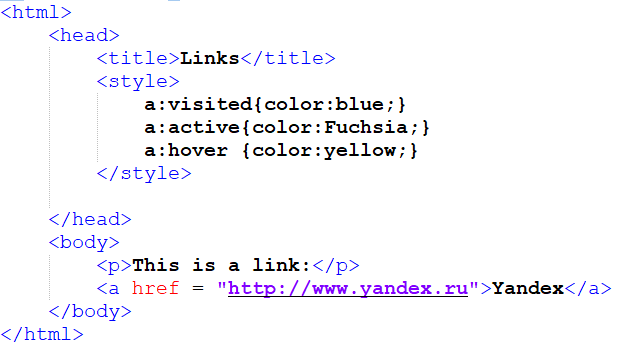 <html>
<head>
<title>Links</title>
<style>
a:visited{color:blue;}
a:active{color:Fuchsia;}
a:hover {color:yellow;}
</style>
</head>
<body>
<p>This is a link:</p>
<a href = "http://www.yandex.ru">Yandex</a>
</body>
</html>